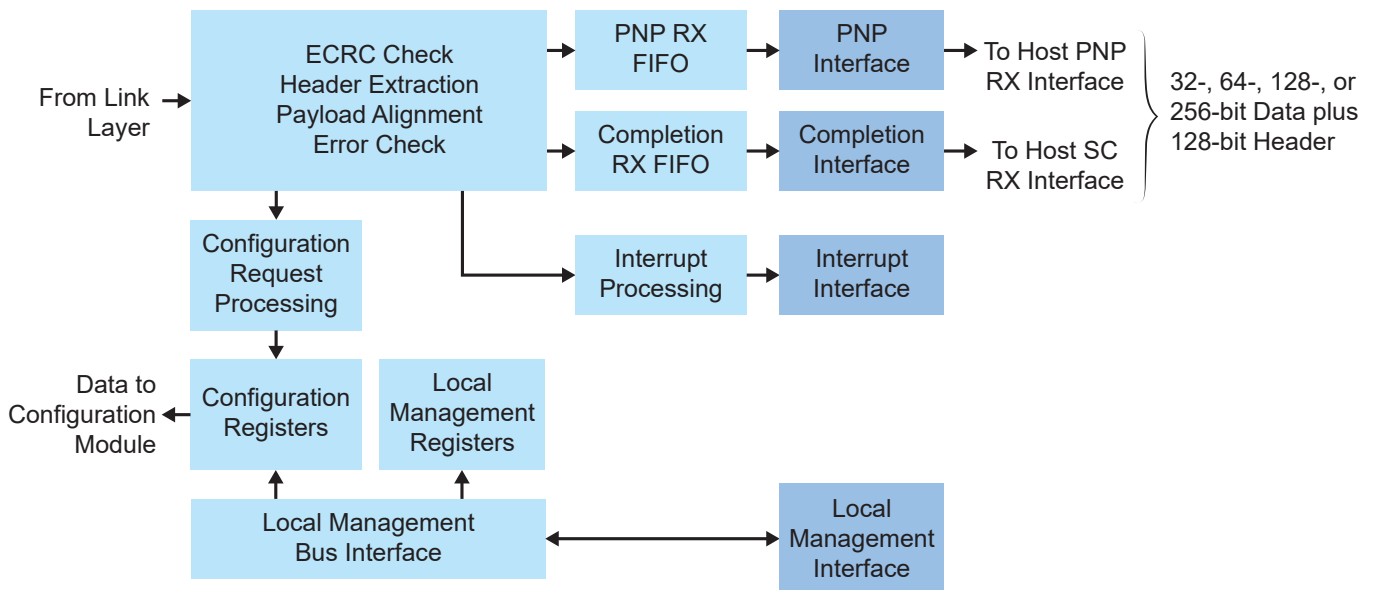 From Link
Layer
ECRC Check
Header Extraction
Payload Alignment
Error Check
PNP RX
FIFO
PNP
Interface
To Host PNP
RX Interface
Completion
RX FIFO
Completion
Interface
To Host SC
RX Interface
32-, 64-, 128-, or
256-bit Data plus
128-bit Header
Configuration
Request
Processing
Interrupt
Processing
Interrupt
Interface
Data to
Configuration
Module
Configuration
Registers
Local
Management
Registers
Local Management
Bus Interface
Local
Management
Interface